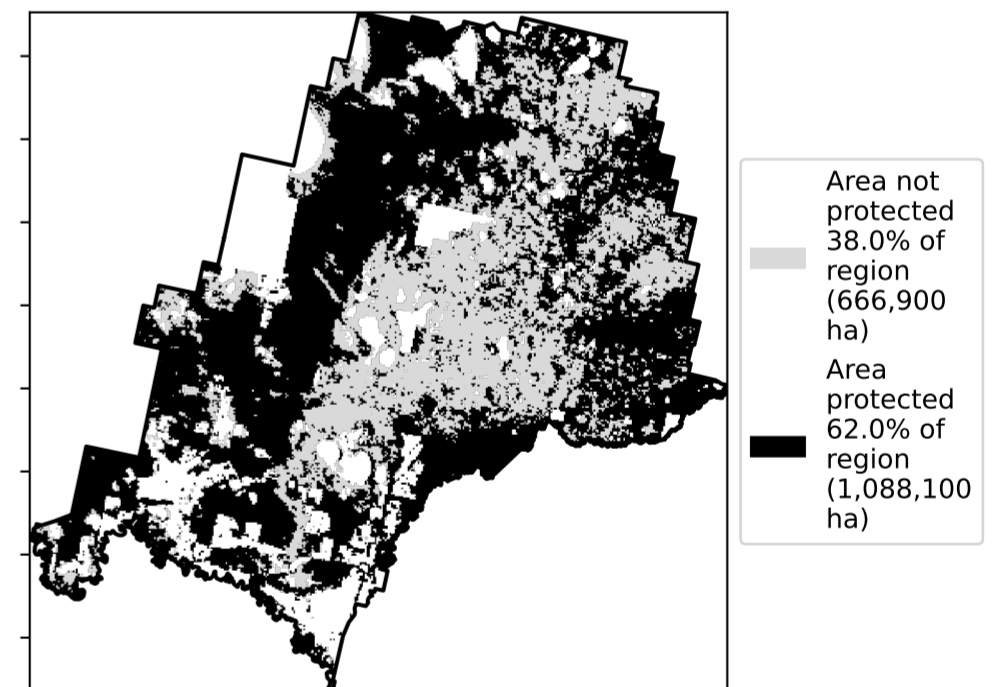 Area not
protected
38.0% of
region
(666,900
ha)
Area
protected
62.0% of
region
(1,088,100
ha)